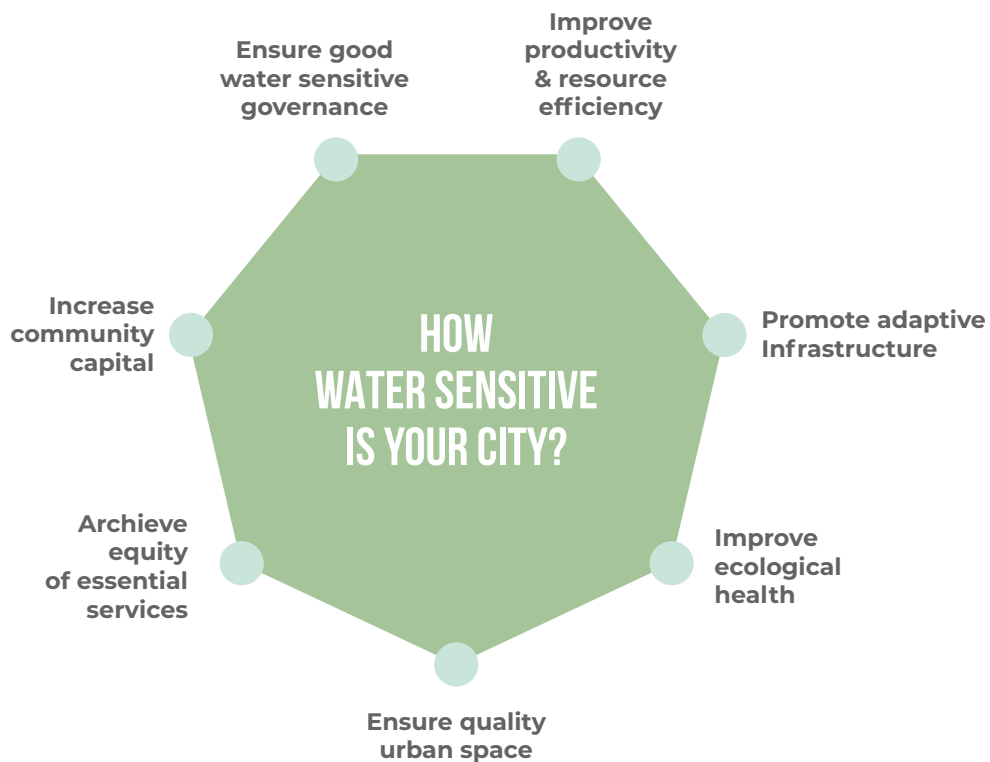 Ensure good
water sensitive
governance
Improve
productivity
& resource
efficiency
Increase
community
capital
HOW
WATER SENSITIVE
IS YOUR CITY?
Promote adaptive
Infrastructure
Archieve
equity
of essential
services
Improve
ecological
health
Ensure quality
urban space